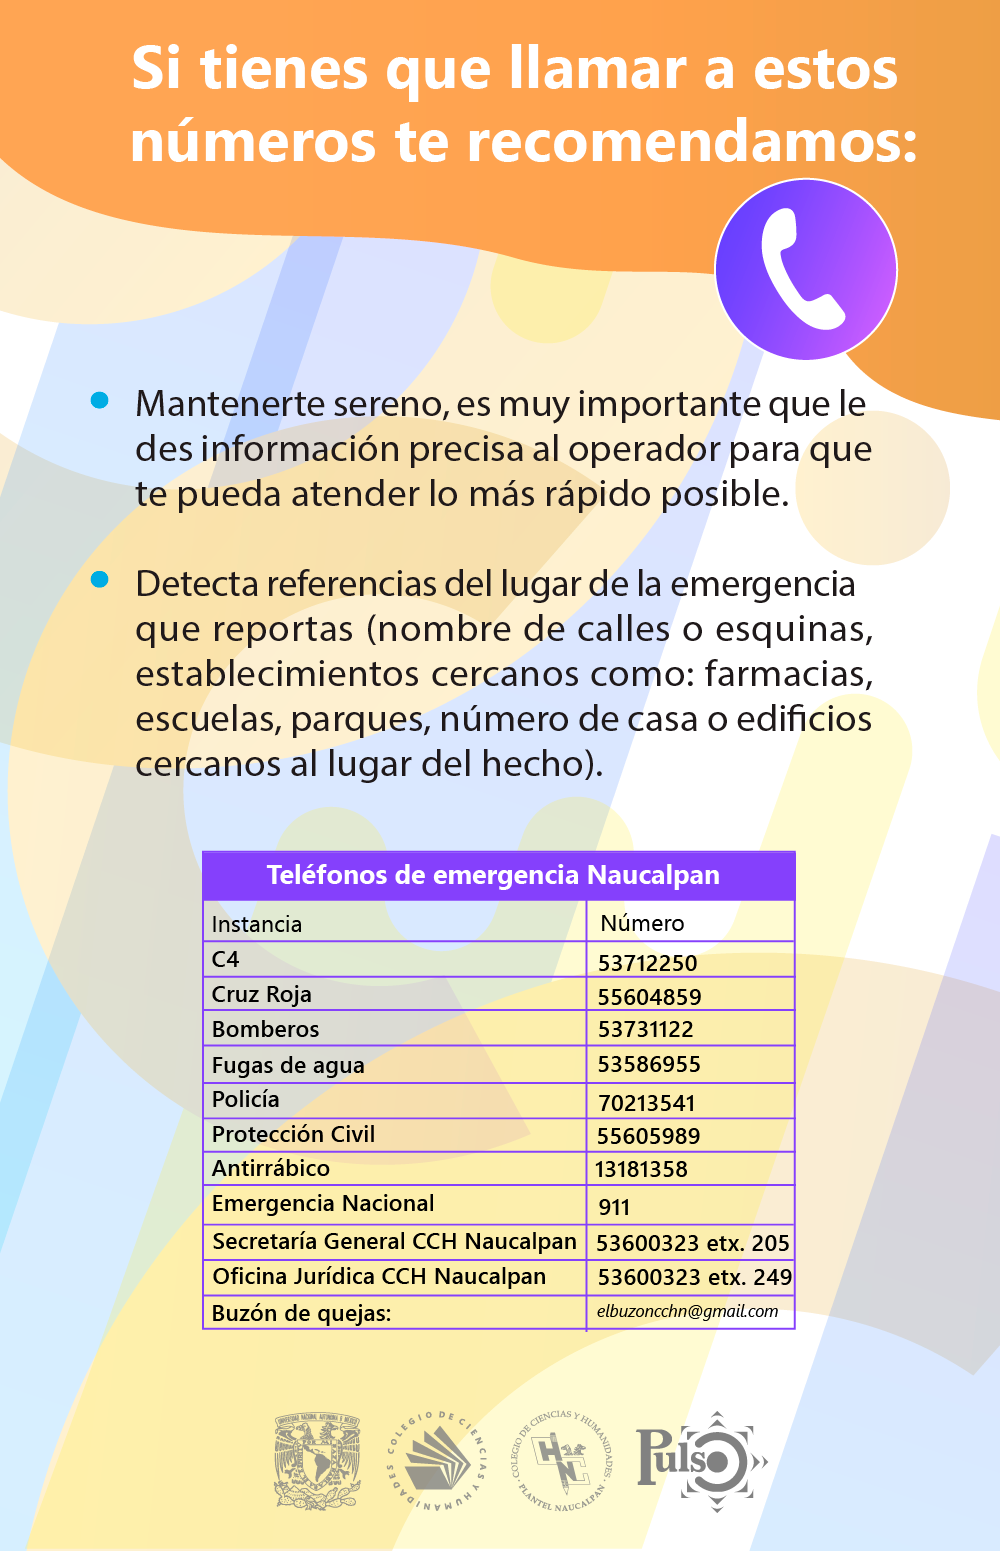 Si tienes que llamar a estos
números te recomendamos:
Mantenerte sereno, es muy importante que le
des información precisa al operador para que
te pueda atender lo más rápido posible.
Detecta referencias del lugar de la emergencia
que reportas (nombre de calles o esquinas,
establecimientos cercanos como: farmacias,
escuelas, parques, número de casa o edificios
cercanos al lugar del hecho).
Teléfonos de emergencia Naucalpan
Instancia Número
C4 53712250
Cruz Roja 55604859
Bomberos 53731122
Fugas de agua 53586955
Policía 70213541
Protección Civil 55605989
Antirrábico 13181358
Emergencia Nacional 911
Secretaría General CCH Naucalpan 53600323 etx. 205
Oficina Jurídica CCH Naucalpan 53600323 etx. 249
Buzón de quejas: elbuzoncchn@gmail.com
UNIVERSIDAD NACIONAL AUTONOMA DE MEXICO
COLEGIO DE CIENCIAS Y HUMANIDADES
COLEGIO DE CIENCIAS Y HUMANIDADES
PLANTEL NAUCALPAN
Pulso